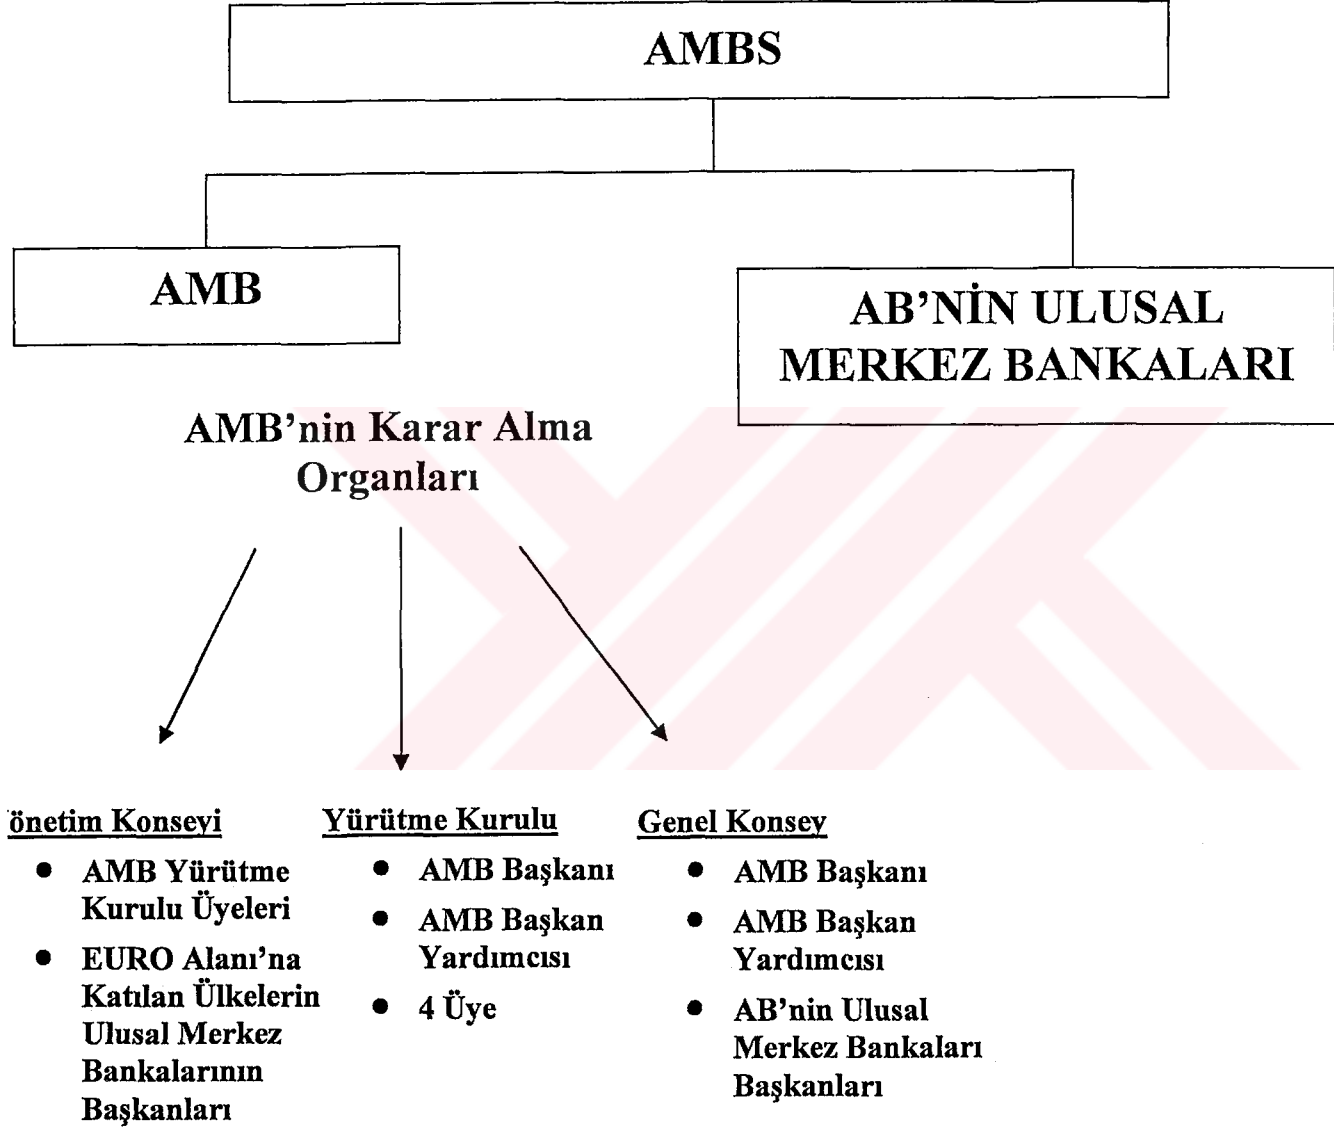 AMBS
AMB
AB’NİN ULUSAL
MERKEZ BANKALARI
AMB’nin Karar Alma
Organları
önetim Konseyi
● AMB Yürütme
Kurulu Üyeleri
● EURO Alanı’na
Katılan Ülkelerin
Ulusal Merkez
Bankalarının
Başkanları
Yürütme Kurulu
● AMB Başkanı
● AMB Başkan
Yardımcısı
● 4 Üye
Genel Konsey
● AMB Başkanı
● AMB Başkan
Yardımcısı
● AB’nin Ulusal
Merkez Bankaları
Başkanları